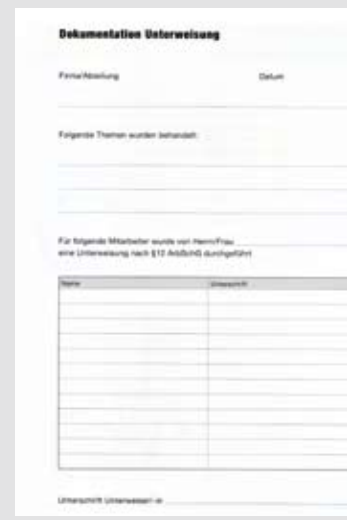 Dokumentation Unterweisung
Firma/Abteilung Datum
Folgende Themen wurden behandelt:
Für folgende Mitarbeiter wurde von Herrn/Frau
eine Unterweisung nach §12 ArbSchG durchgeführt
Name Unterschrift
Unterschrift Unterweiser/-in